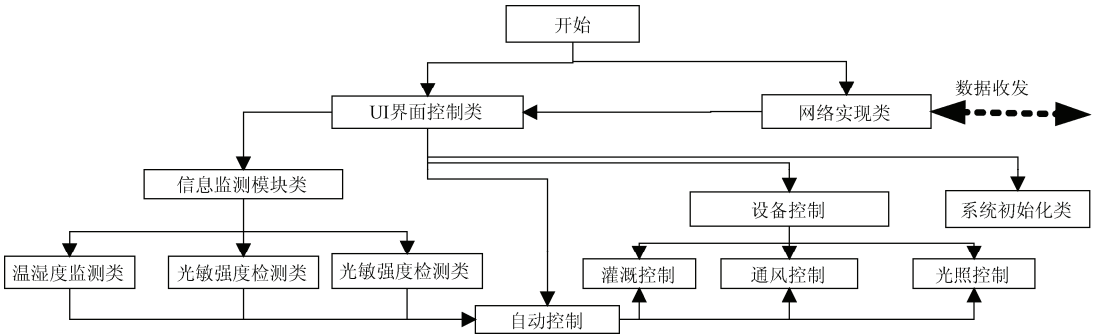 开始
数据收发
UI界面控制类
网络实现类
信息监测模块类
设备控制
系统初始化类
温湿度监测类
光敏强度检测类
光敏强度检测类
灌溉控制
通风控制
光照控制
自动控制